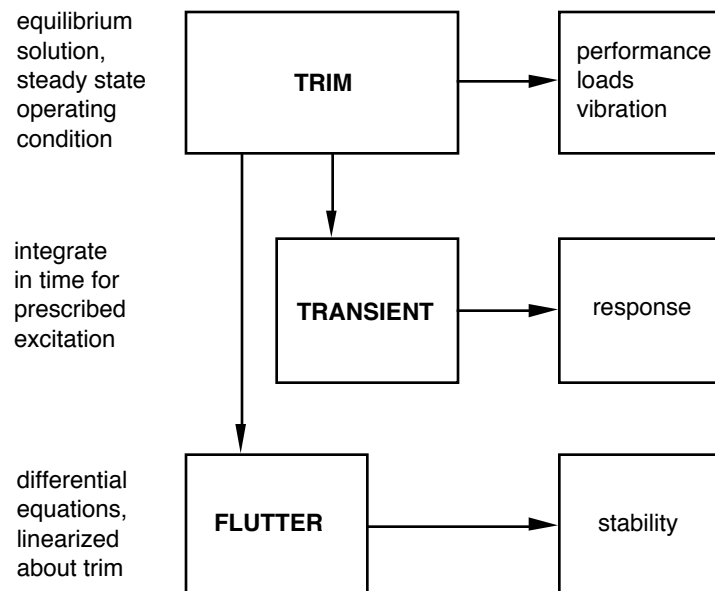 equilibrium
solution,
steady state
operating
condition
TRIM
performance
loads
vibration
integrate
in time for
prescribed
excitation
TRANSIENT
response
differential
equations,
linearized
about trim
FLUTTER
stability